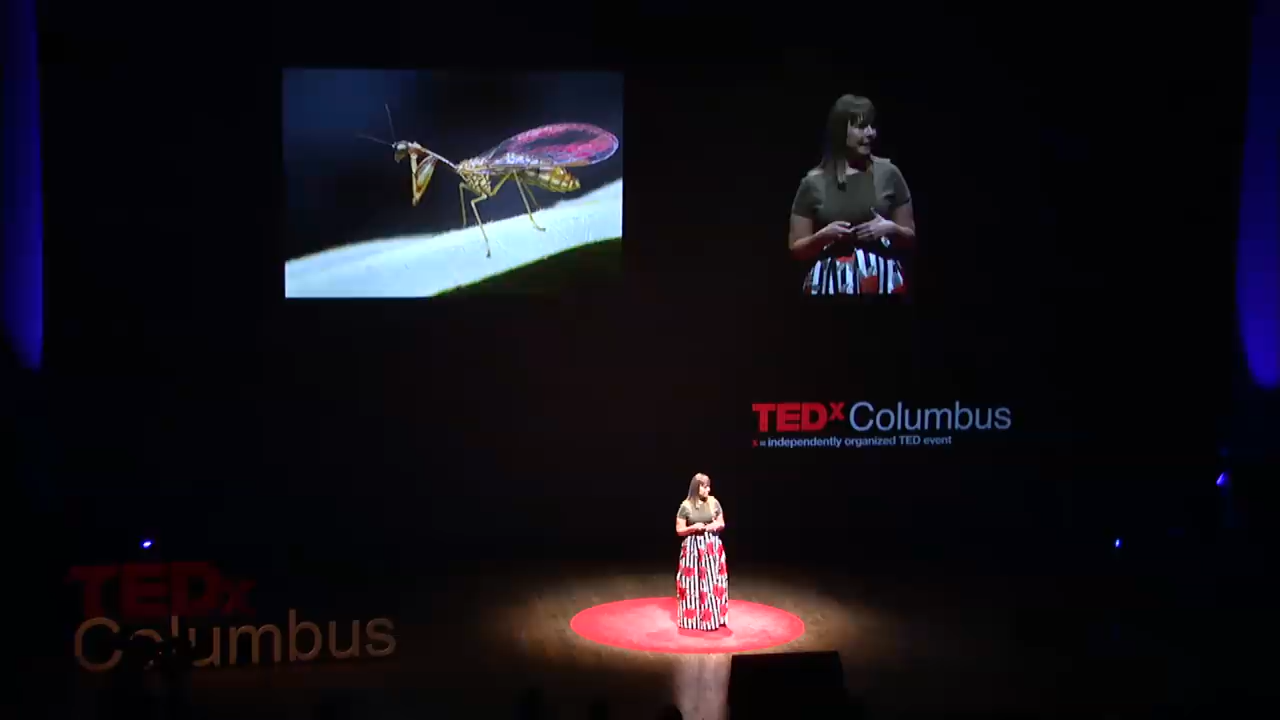 TEDx Columbus
x = independently organized TED event
TEDx
Columbus